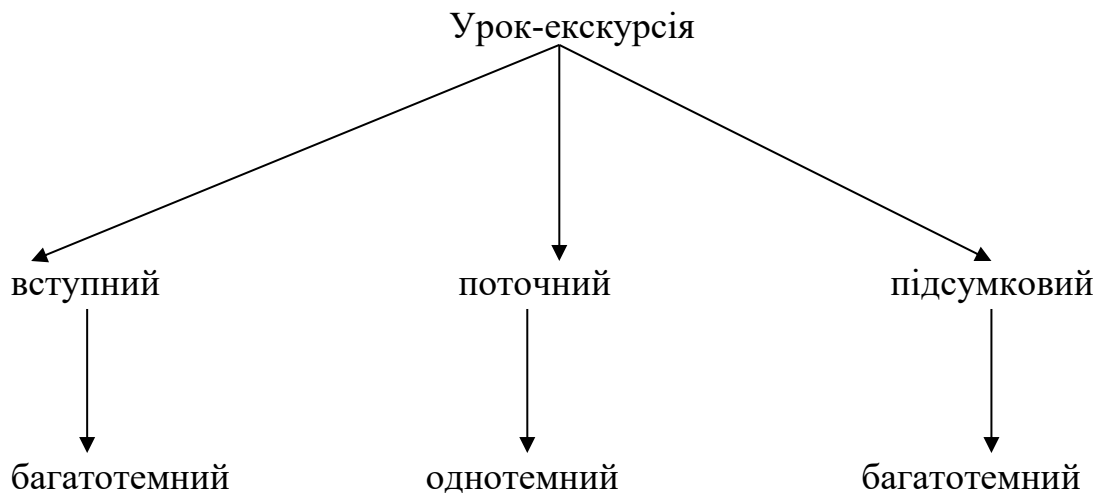 Урок-екскурсія
вступний поточний підсумковий
багатотемний однотемний багатотемний